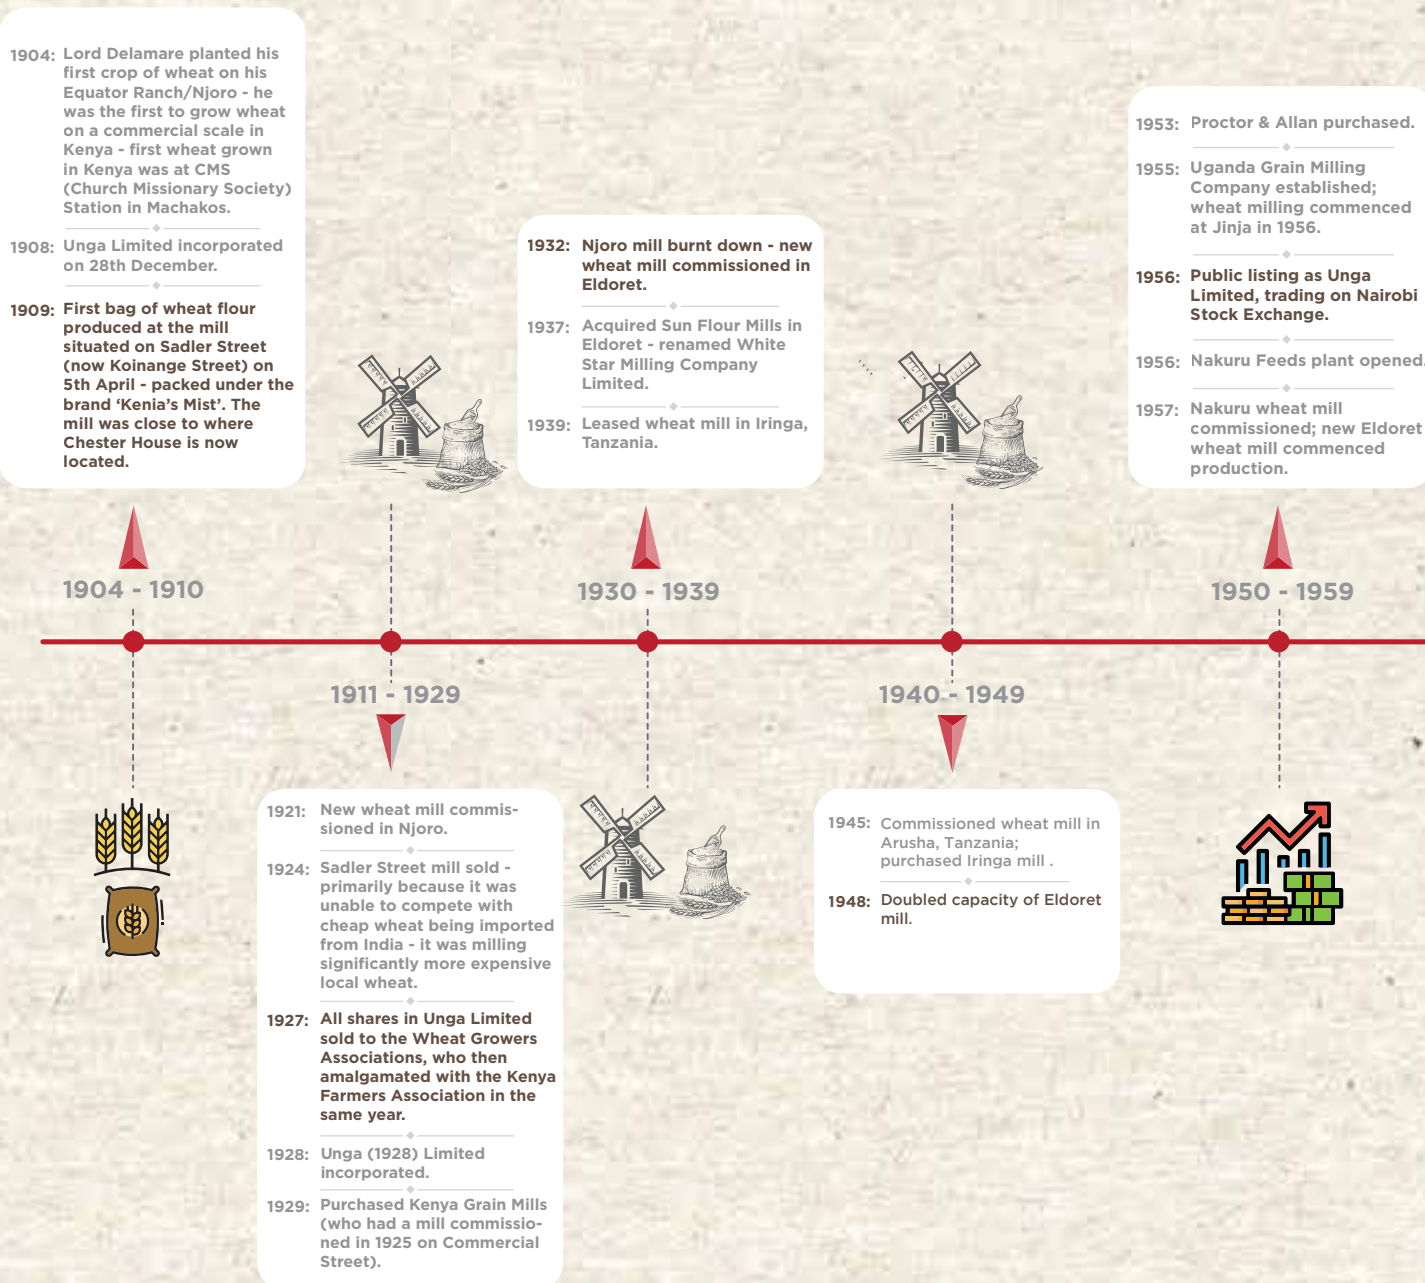 1904: Lord Delamare planted his
first crop of wheat on his
Equator Ranch/Njoro - he
was the first to grow wheat
on a commercial scale in
Kenya - first wheat grown
in Kenya was at CMS
(Church Missionary Society)
Station in Machakos.
1908: Unga Limited incorporated
on 28th December.
1909: First bag of wheat flour
produced at the mill
situated on Sadler Street
(now Koinange Street) on
5th April - packed under the
brand ‘Kenia’s Mist’. The
mill was close to where
Chester House is now
located.
1904 - 1910
1911 - 1929
1921: New wheat mill commis-
sioned in Njoro.
1924: Sadler Street mill sold -
primarily because it was
unable to compete with
cheap wheat being imported
from India - it was milling
significantly more expensive
local wheat.
1927: All shares in Unga Limited
sold to the Wheat Growers
Associations, who then
amalgamated with the Kenya
Farmers Association in the
same year.
1928: Unga (1928) Limited
incorporated.
1929: Purchased Kenya Grain Mills
(who had a mill commissio-
ned in 1925 on Commercial
Street).
1932: Njoro mill burnt down - new
wheat mill commissioned in
Eldoret.
1937: Acquired Sun Flour Mills in
Eldoret - renamed White
Star Milling Company
Limited.
1939: Leased wheat mill in Iringa,
Tanzania.
1930 - 1939
1940 - 1949
1945: Commissioned wheat mill in
Arusha, Tanzania;
purchased Iringa mill .
1948: Doubled capacity of Eldoret
mill.
1953: Proctor & Allan purchased.
1955: Uganda Grain Milling
Company established;
wheat milling commenced
at Jinja in 1956.
1956: Public listing as Unga
Limited, trading on Nairobi
Stock Exchange.
1956: Nakuru Feeds plant opened.
1957: Nakuru wheat mill
commissioned; new Eldoret
wheat mill commenced
production.
1950 - 1959